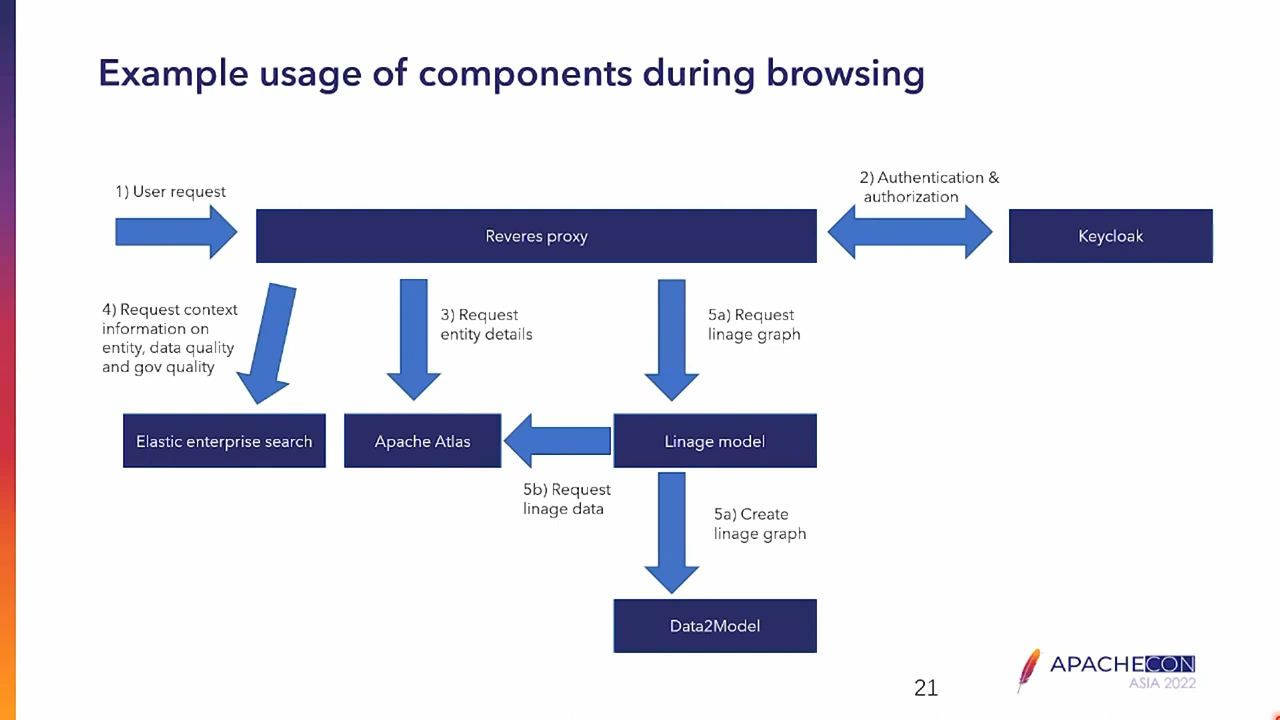 Example usage of components during browsing
1) User request
2) Authentication &
authorization
Reveres proxy
Keycloak
4) Request context
information on
entity, data quality
and gov quality
3) Request
entity details
5a) Request
linage graph
Elastic enterprise search
Apache Atlas
Linage model
5b) Request
linage data
5a) Create
linage graph
Data2Model
21
APACHECON
ASIA 2022